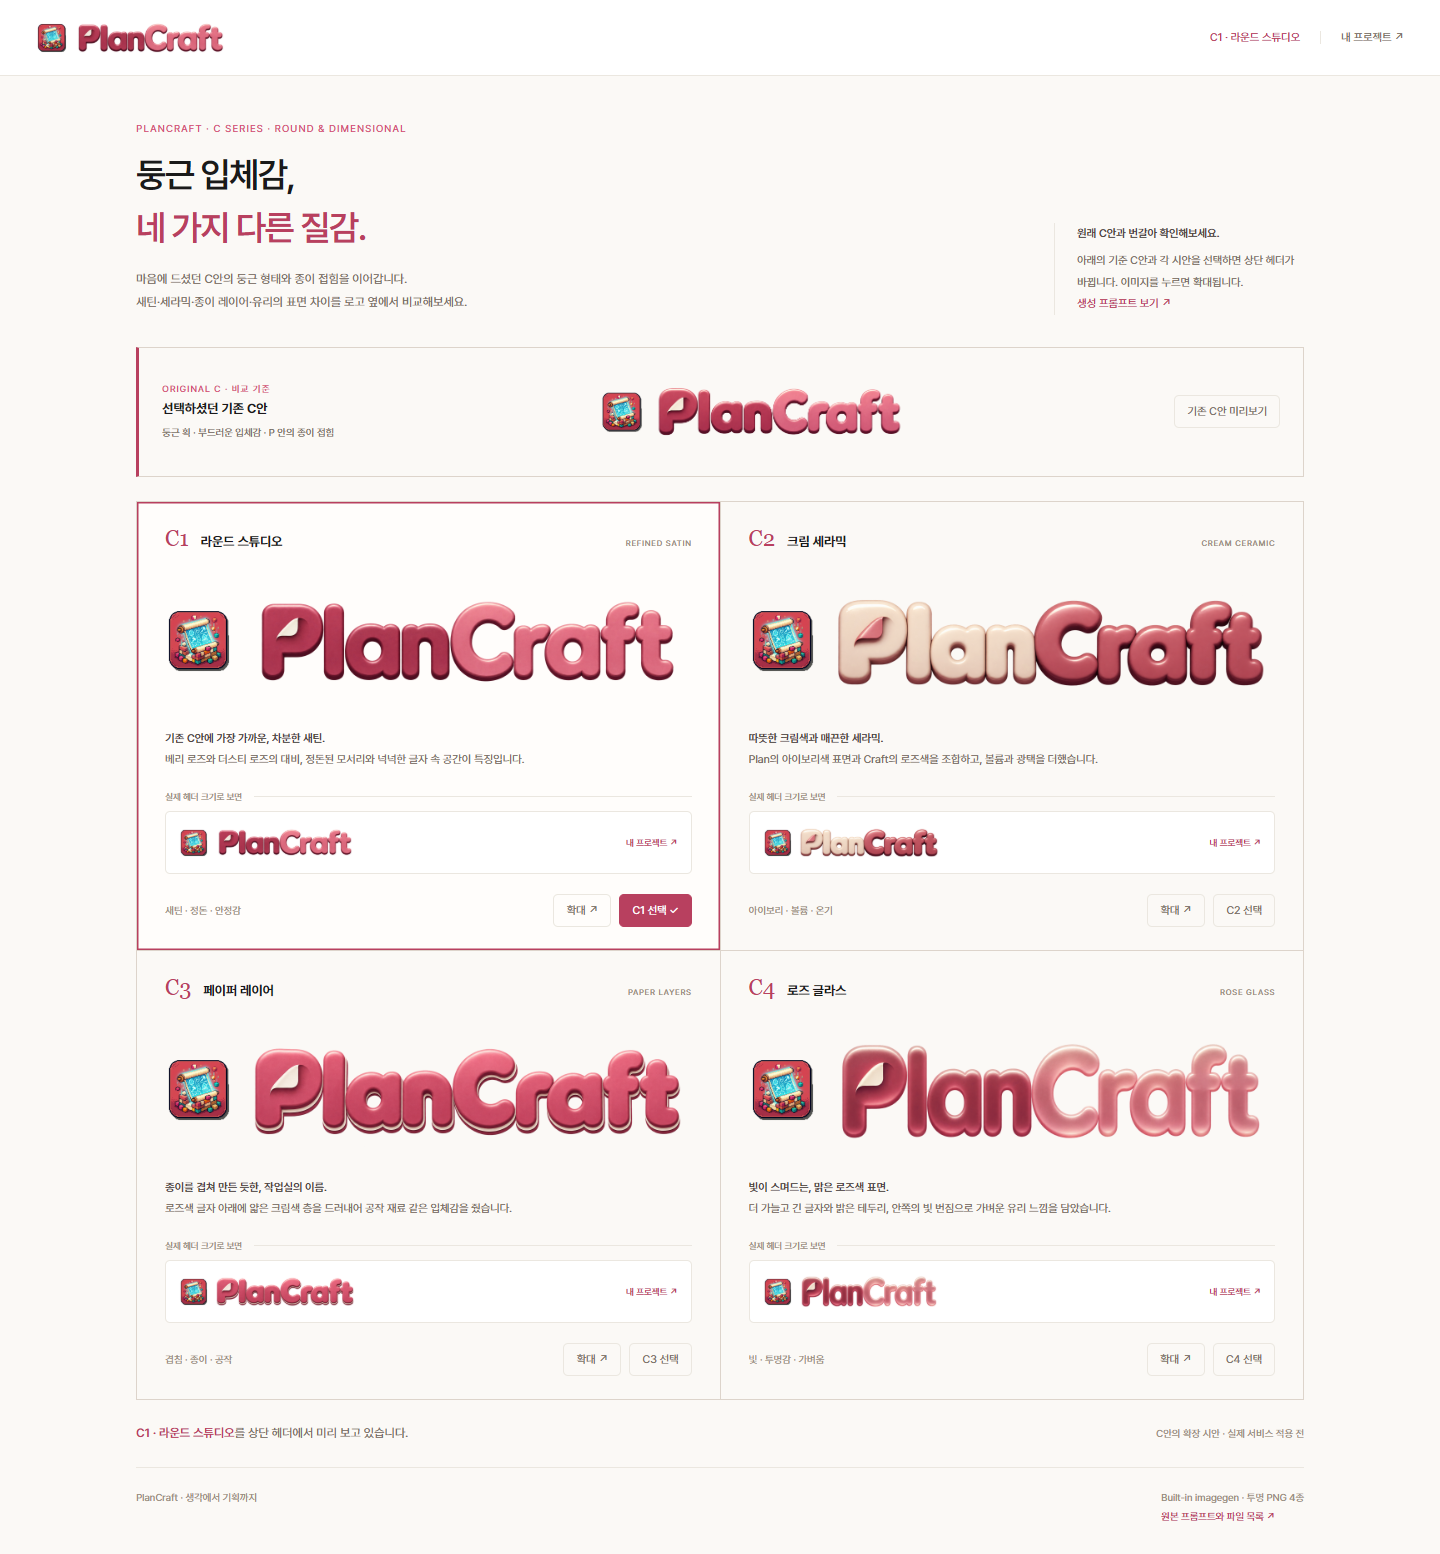 PlanCraft
C1 · 라운드 스튜디오
내 프로젝트 ↗
PLANCRAFT · C SERIES · ROUND & DIMENSIONAL
둥근 입체감,
네 가지 다른 질감.
마음에 드셨던 C안의 둥근 형태와 종이 접힘을 이어갑니다.
새틴·세라믹·종이 레이어·유리의 표면 차이를 로고 옆에서 비교해보세요.
원래 C안과 번갈아 확인해보세요.
아래의 기준 C안과 각 시안을 선택하면 상단 헤더가
바뀝니다. 이미지를 누르면 확대됩니다.
생성 프롬프트 보기 ↗
ORIGINAL C · 비교 기준
선택하셨던 기존 C안
둥근 획 · 부드러운 입체감 · P 안의 종이 접힘
PlanCraft
기존 C안 미리보기
C1 라운드 스튜디오
REFINED SATIN
PlanCraft
기존 C안에 가장 가까운, 차분한 새틴.
베리 로즈와 더스티 로즈의 대비, 정돈된 모서리와 넉넉한 글자 속 공간이 특징입니다.
실제 헤더 크기로 보면
PlanCraft
내 프로젝트 ↗
새틴 · 정돈 · 안정감
확대 ↗
C1 선택 ✓
C2 크림 세라믹
CREAM CERAMIC
PlanCraft
따뜻한 크림색과 매끈한 세라믹.
Plan의 아이보리색 표면과 Craft의 로즈색을 조합하고, 볼륨과 광택을 더했습니다.
실제 헤더 크기로 보면
PlanCraft
내 프로젝트 ↗
아이보리 · 볼륨 · 온기
확대 ↗
C2 선택
C3 페이퍼 레이어
PAPER LAYERS
PlanCraft
종이를 겹쳐 만든 듯한, 작업실의 이름.
로즈색 글자 아래에 얇은 크림색 층을 드러내어 공작 재료 같은 입체감을 줬습니다.
실제 헤더 크기로 보면
PlanCraft
내 프로젝트 ↗
겹침 · 종이 · 공작
확대 ↗
C3 선택
C4 로즈 글라스
ROSE GLASS
PlanCraft
빛이 스며드는, 맑은 로즈색 표면.
더 가늘고 긴 글자와 밝은 테두리, 안쪽의 빛 번짐으로 가벼운 유리 느낌을 담았습니다.
실제 헤더 크기로 보면
PlanCraft
내 프로젝트 ↗
빛 · 투명감 · 가벼움
확대 ↗
C4 선택
C1 · 라운드 스튜디오를 상단 헤더에서 미리 보고 있습니다.
C안의 확장 시안 · 실제 서비스 적용 전
PlanCraft · 생각에서 기획까지
Built-in imagegen · 투명 PNG 4종
원본 프롬프트와 파일 목록 ↗